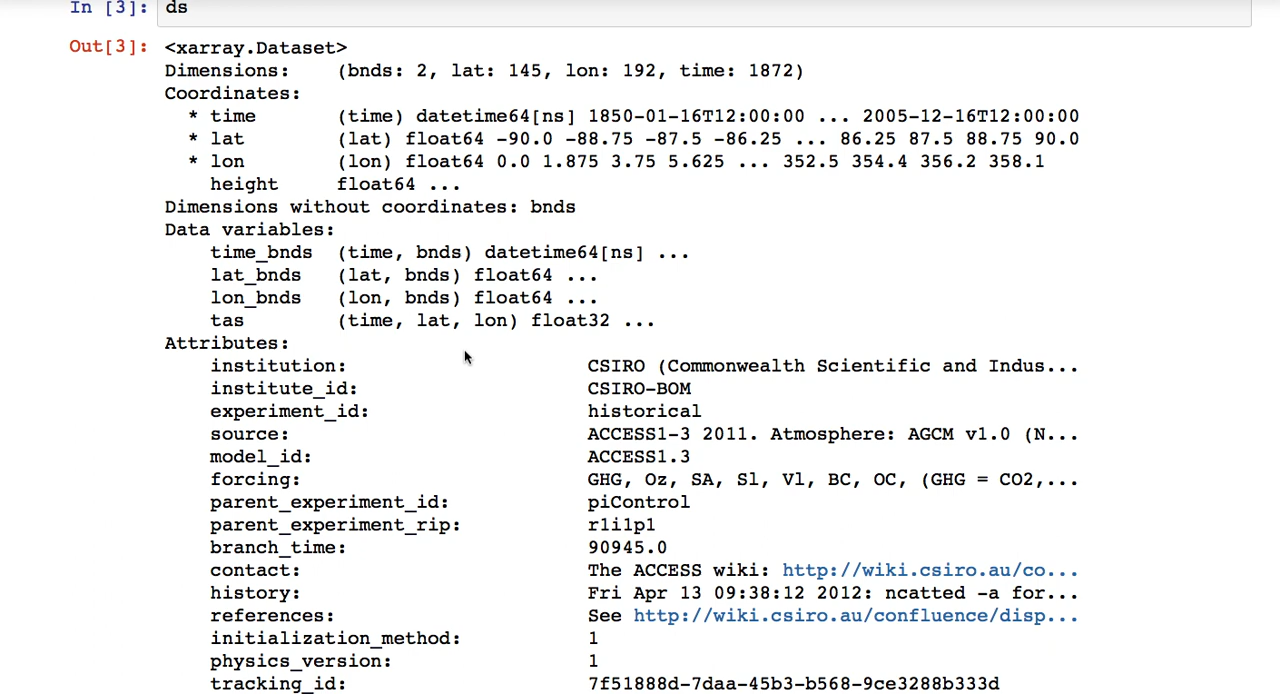 In [3]: ds
Out[3]: <xarray.Dataset>
Dimensions: (bnds: 2, lat: 145, lon: 192, time: 1872)
Coordinates:
* time (time) datetime64[ns] 1850-01-16T12:00:00 ... 2005-12-16T12:00:00
* lat (lat) float64 -90.0 -88.75 -87.5 -86.25 ... 86.25 87.5 88.75 90.0
* lon (lon) float64 0.0 1.875 3.75 5.625 ... 352.5 354.4 356.2 358.1
height float64 ...
Dimensions without coordinates: bnds
Data variables:
time_bnds (time, bnds) datetime64[ns] ...
lat_bnds (lat, bnds) float64 ...
lon_bnds (lon, bnds) float64 ...
tas (time, lat, lon) float32 ...
Attributes:
institution: CSIRO (Commonwealth Scientific and Indus...
institute_id: CSIRO-BOM
experiment_id: historical
source: ACCESS1-3 2011. Atmosphere: AGCM v1.0 (N...
model_id: ACCESS1.3
forcing: GHG, Oz, SA, Sl, Vl, BC, OC, (GHG = CO2,...
parent_experiment_id: piControl
parent_experiment_rip: r1i1p1
branch_time: 90945.0
contact: The ACCESS wiki: http://wiki.csiro.au/co...
history: Fri Apr 13 09:38:12 2012: ncatted -a for...
references: See http://wiki.csiro.au/confluence/disp...
initialization_method: 1
physics_version: 1
tracking_id: 7f51888d-7daa-45b3-b568-9ce3288b333d